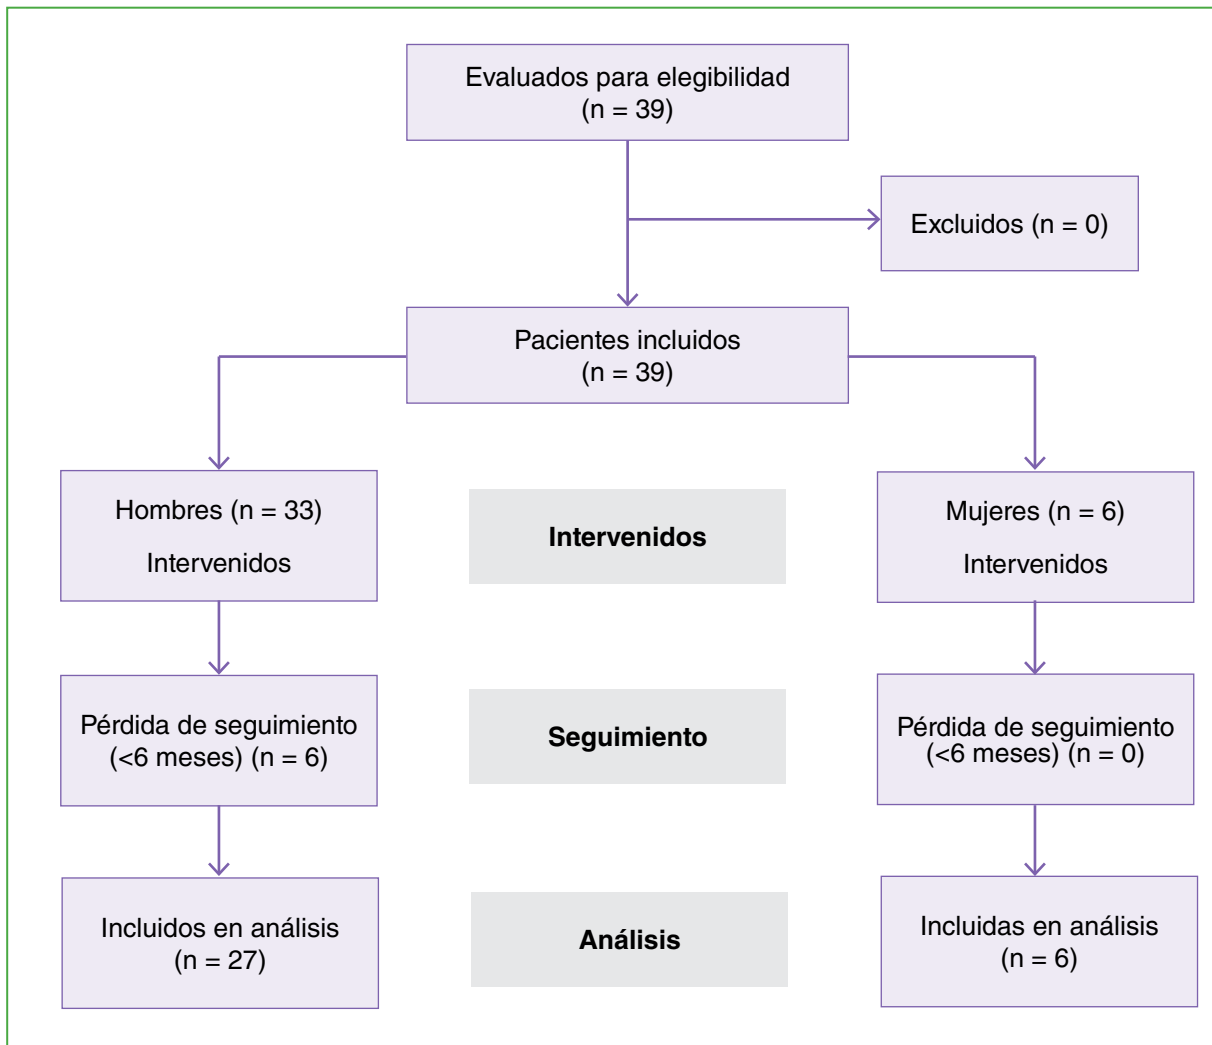 Evaluados para elegibilidad
(n = 39)
Excluidos (n = 0)
Pacientes incluidos
(n = 39)
Hombres (n = 33)
Intervenidos
Intervenidos
Mujeres (n = 6)
Intervenidos
Pérdida de seguimiento
(<6 meses) (n = 6)
Seguimiento
Pérdida de seguimiento
(<6 meses) (n = 0)
Incluidos en análisis
(n = 27)
Análisis
Incluidas en análisis
(n = 6)